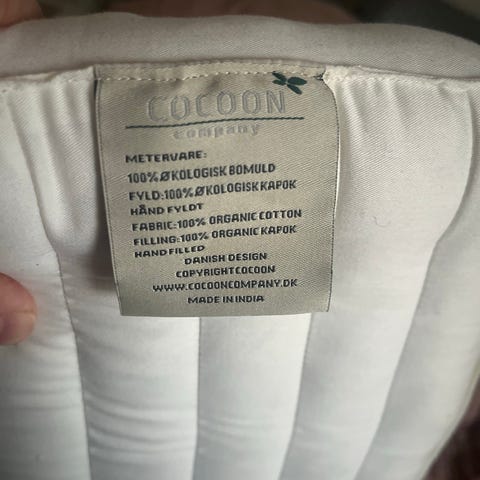 COCOON
company
METERVARE:
100% ØKOLOGISK BOMULD
FYLD:100% ØKOLOGISK KAPOK
HÅND FYLDT
FABRIC:100% ORGANIC COTTON
FILLING:100% ORGANIC KAPOK
HAND FILLED
DANISH DESIGN
COPYRIGHT COCOON
WWW.COCOONCOMPANY.DK
MADE IN INDIA